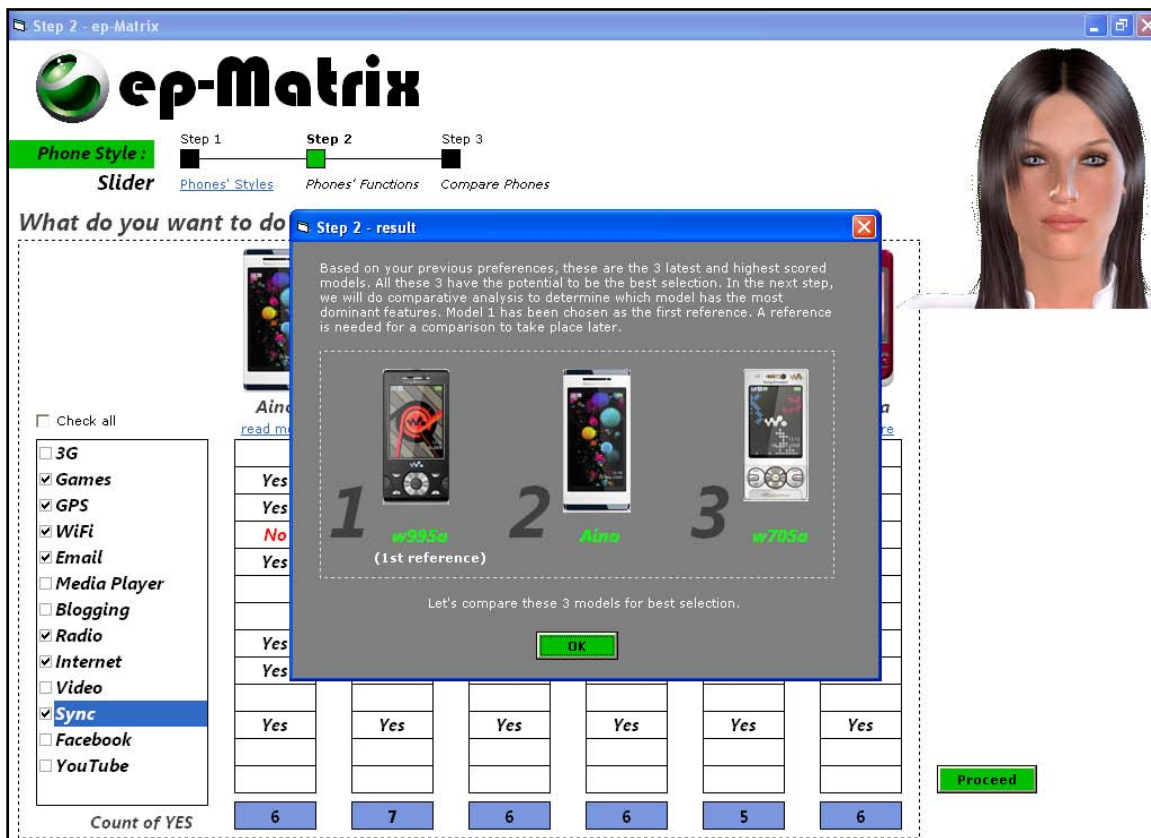 Step 2 - ep-Matrix
ep-Matrix
Step 1 Step 2 Step 3
Phone Style :
Slider Phones' Styles Phones' Functions Compare Phones
What do you want to do
Step 2 - result
Based on your previous preferences, these are the 3 latest and highest scored
models. All these 3 have the potential to be the best selection. In the next step,
we will do comparative analysis to determine which model has the most
dominant features. Model 1 has been chosen as the first reference. A reference
is needed for a comparison to take place later.
1 2 3
w995a Aino w705a
(1st reference)
Let's compare these 3 models for best selection.
OK
Check all
3G
Games Yes
GPS Yes
WiFi No
Email Yes
Media Player
Blogging
Radio Yes
Internet Yes
Video
Sync Yes Yes Yes Yes Yes Yes
Facebook
YouTube
Proceed
Count of YES 6 7 6 6 5 6